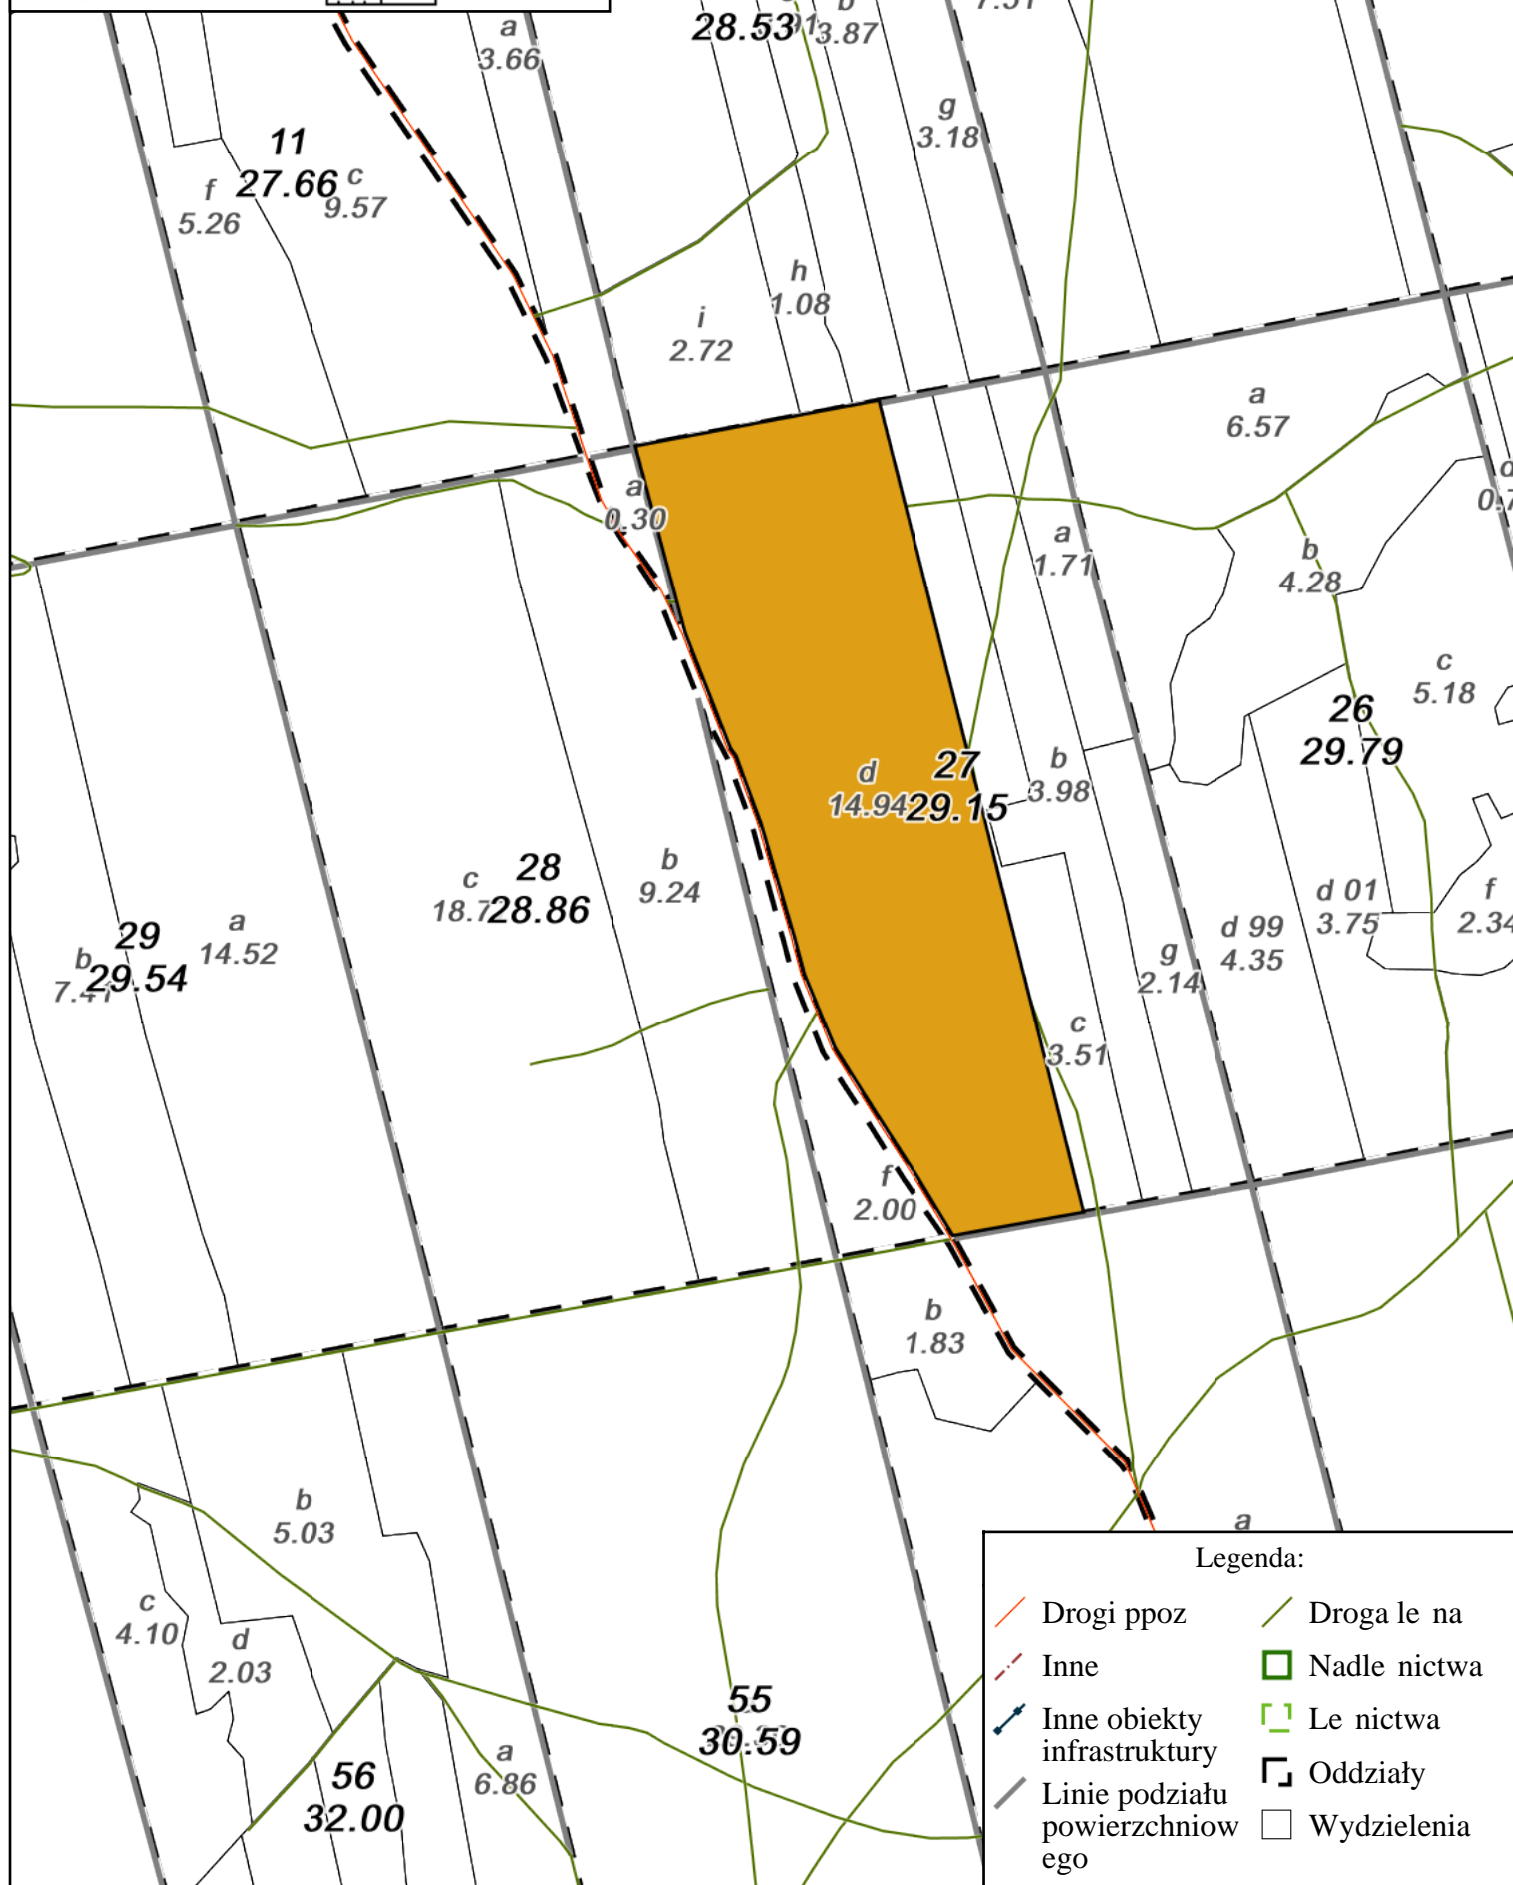 a
3.66
28.53
b
3.87
g
3.18
11
27.66
f
5.26
c
9.57
h
1.08
i
2.72
a
6.57
a
0.30
a
1.71
b
4.28
c
5.18
26
29.79
d
14.94
27
29.15
b
3.98
28
28.86
c
b
9.24
29
29.54
b
a
14.52
d 01
3.75
f
d 99
4.35
g
2.14
c
3.51
f
2.00
b
1.83
b
5.03
c
4.10
d
2.03
a
6.86
55
30.59
56
32.00
a
Legenda:
Drogi ppoz
Inne
Inne obiekty
infrastruktury
Linie podziału
powierzchniow
ego
Droga le na
Nadle nictwa
Le nictwa
Oddziały
Wydzielenia